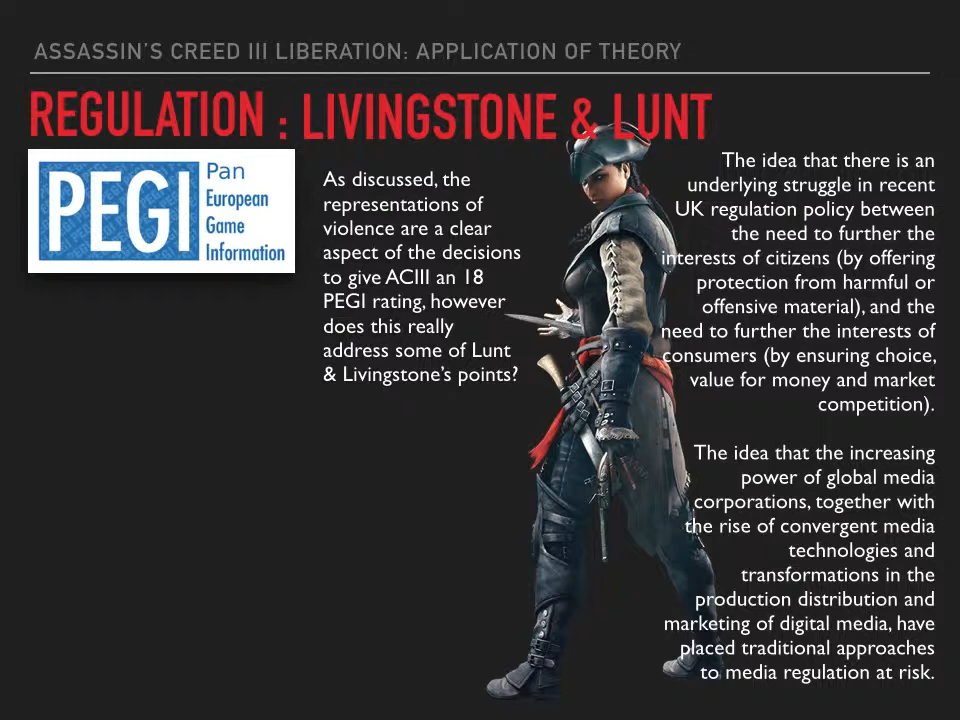 ASSASSIN'S CREED III LIBERATION: APPLICATION OF THEORY
REGULATION : LIVINGSTONE & LUNT
PEGI
Pan
European
Game
Information
As discussed, the
representations of
violence are a clear
aspect of the decisions
to give ACIII an 18
PEGI rating, however
does this really
address some of Lunt
& Livingstone's points?
The idea that there is an
underlying struggle in recent
UK regulation policy between
the need to further the
interests of citizens (by offering
protection from harmful or
offensive material), and the
need to further the interests of
consumers (by ensuring choice,
value for money and market
competition).
The idea that the increasing
power of global media
corporations, together with
the rise of convergent media
technologies and
transformations in the
production distribution and
marketing of digital media, have
placed traditional approaches
to media regulation at risk.